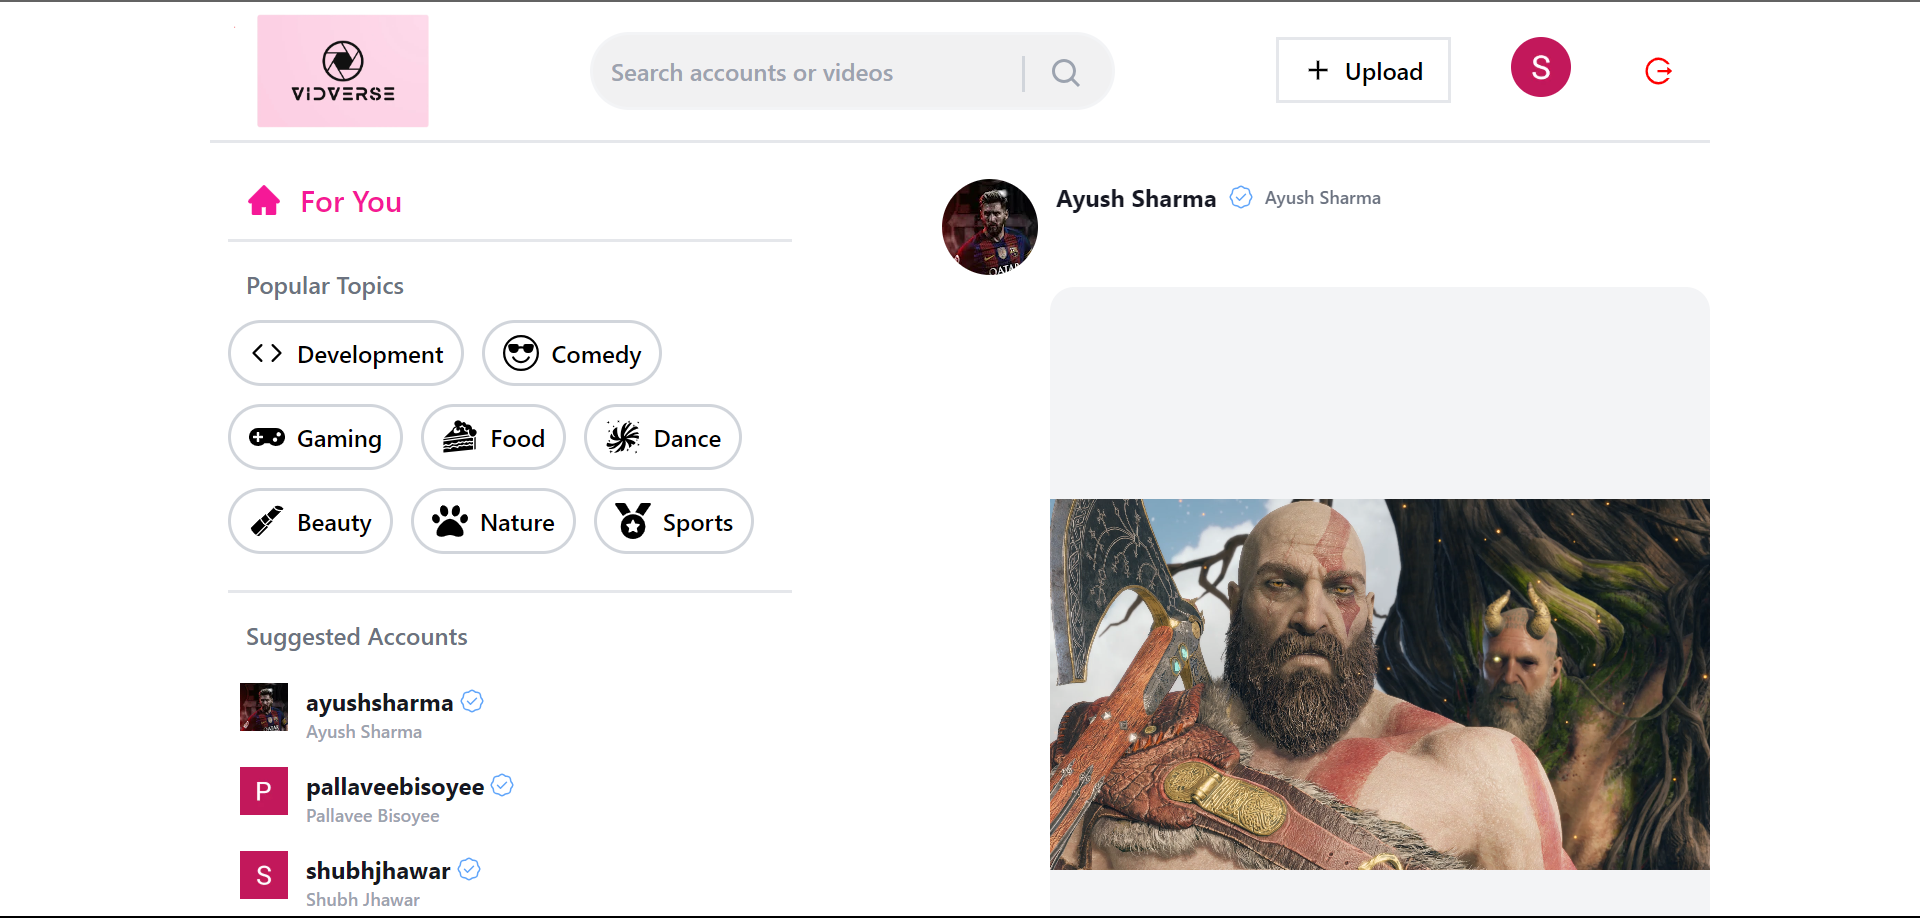 VIDVERSE
Search accounts or videos
Upload
S
For You
Popular Topics
Development
Comedy
Gaming
Food
Dance
Beauty
Nature
Sports
Suggested Accounts
ayushsharma
Ayush Sharma
P
pallaveebisoyee
Pallavee Bisoyee
S
shubhjhawar
Shubh Jhawar
Ayush Sharma Ayush Sharma
QATAR